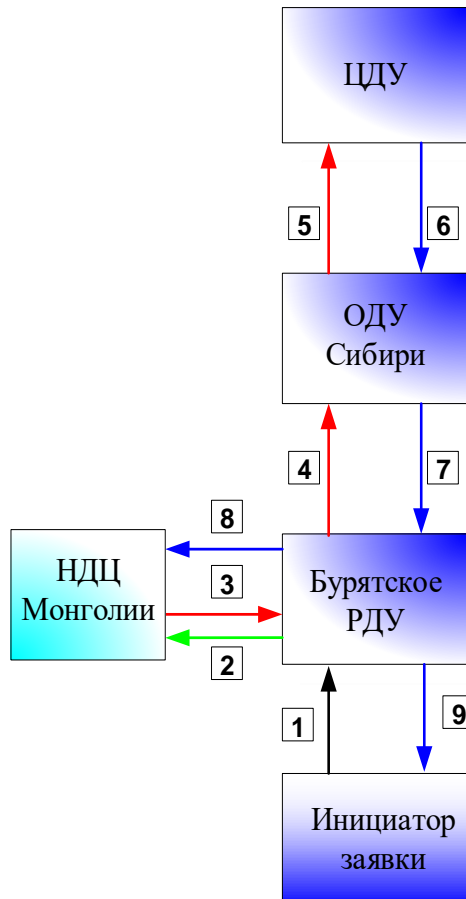 ЦДУ
5
6
ОДУ
Сибири
4
7
8
НДЦ
Монголии
3
Бурятское
РДУ
2
1
9
Инициатор
заявки